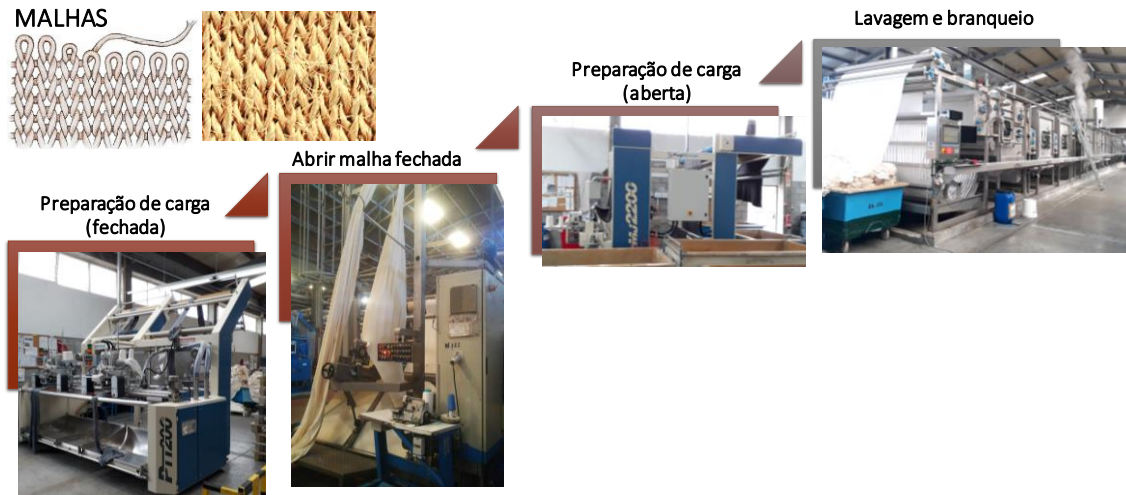 MALHAS
Preparação de carga
(fechada)
Abrir malha fechada
Preparação de carga
(aberta)
Lavagem e branqueio